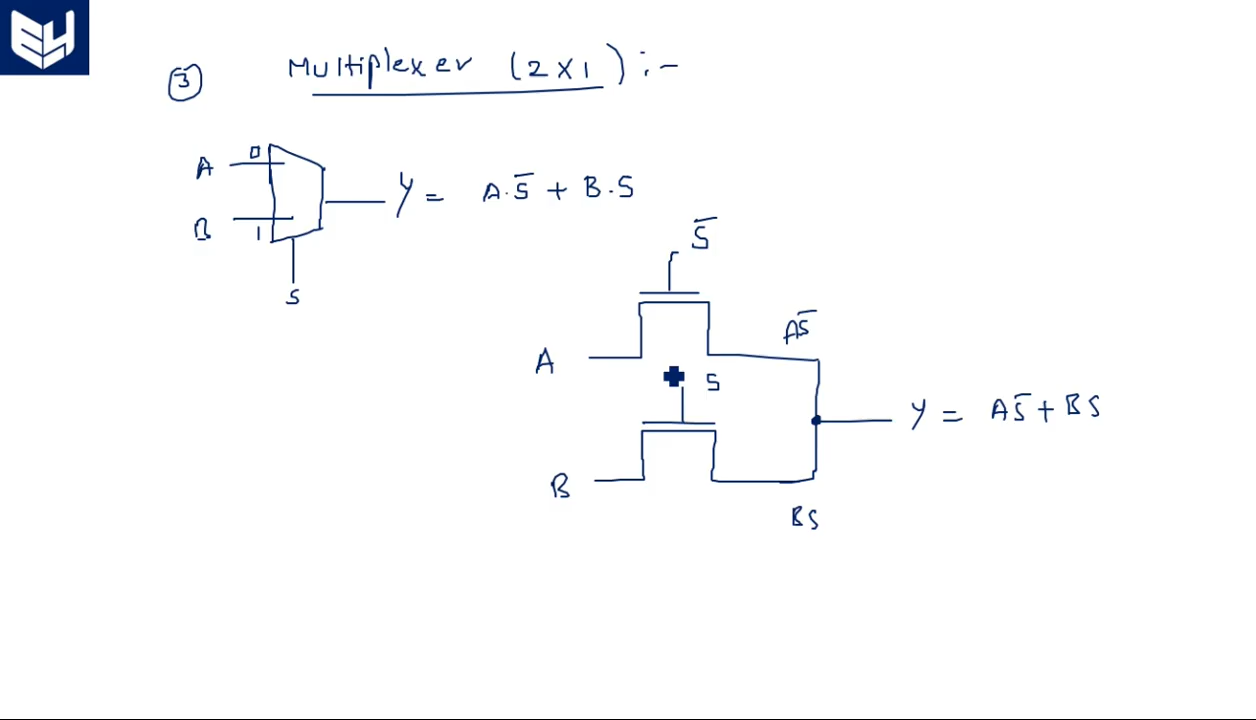 ③ Multiplexer (2X1) :-
A 0
Y = A.S̅ + B.S
B 1
S
S̅
AS̅
A
S
Y = AS̅ + BS
B
BS